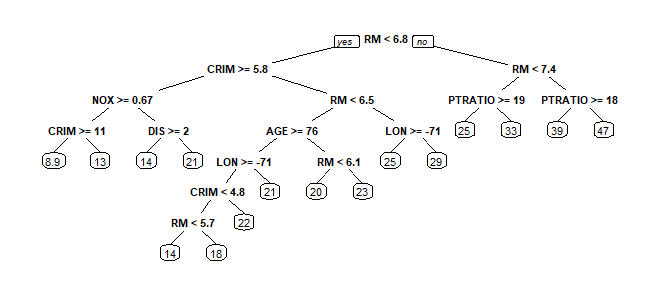 yes RM < 6.8 no
CRIM >= 5.8 RM < 7.4
NOX >= 0.67 RM < 6.5 PTRATIO >= 19 PTRATIO >= 18
CRIM >= 11 DIS >= 2 AGE >= 76 LON >= -71 25 33 39 47
8.9 13 14 21 LON >= -71 RM < 6.1 25 29
CRIM < 4.8 21 20 23
RM < 5.7 22
14 18